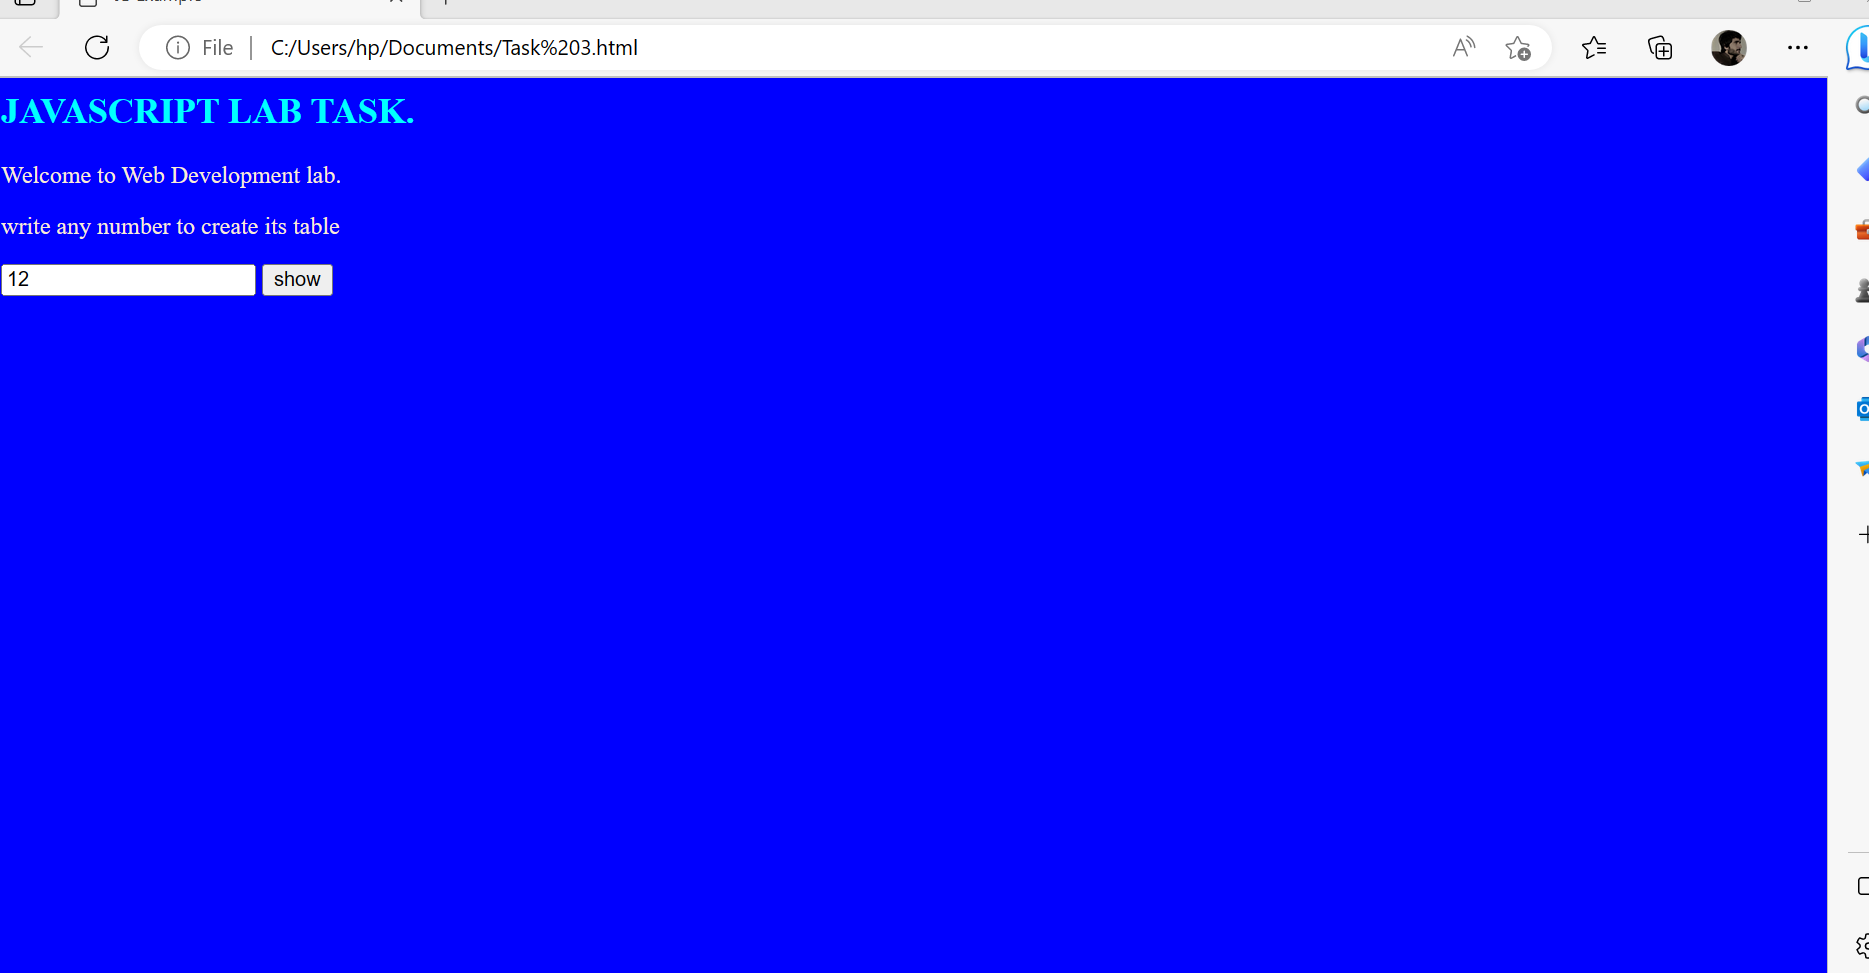 File C:/Users/hp/Documents/Task%203.html
JAVASCRIPT LAB TASK.
Welcome to Web Development lab.
write any number to create its table
12 show